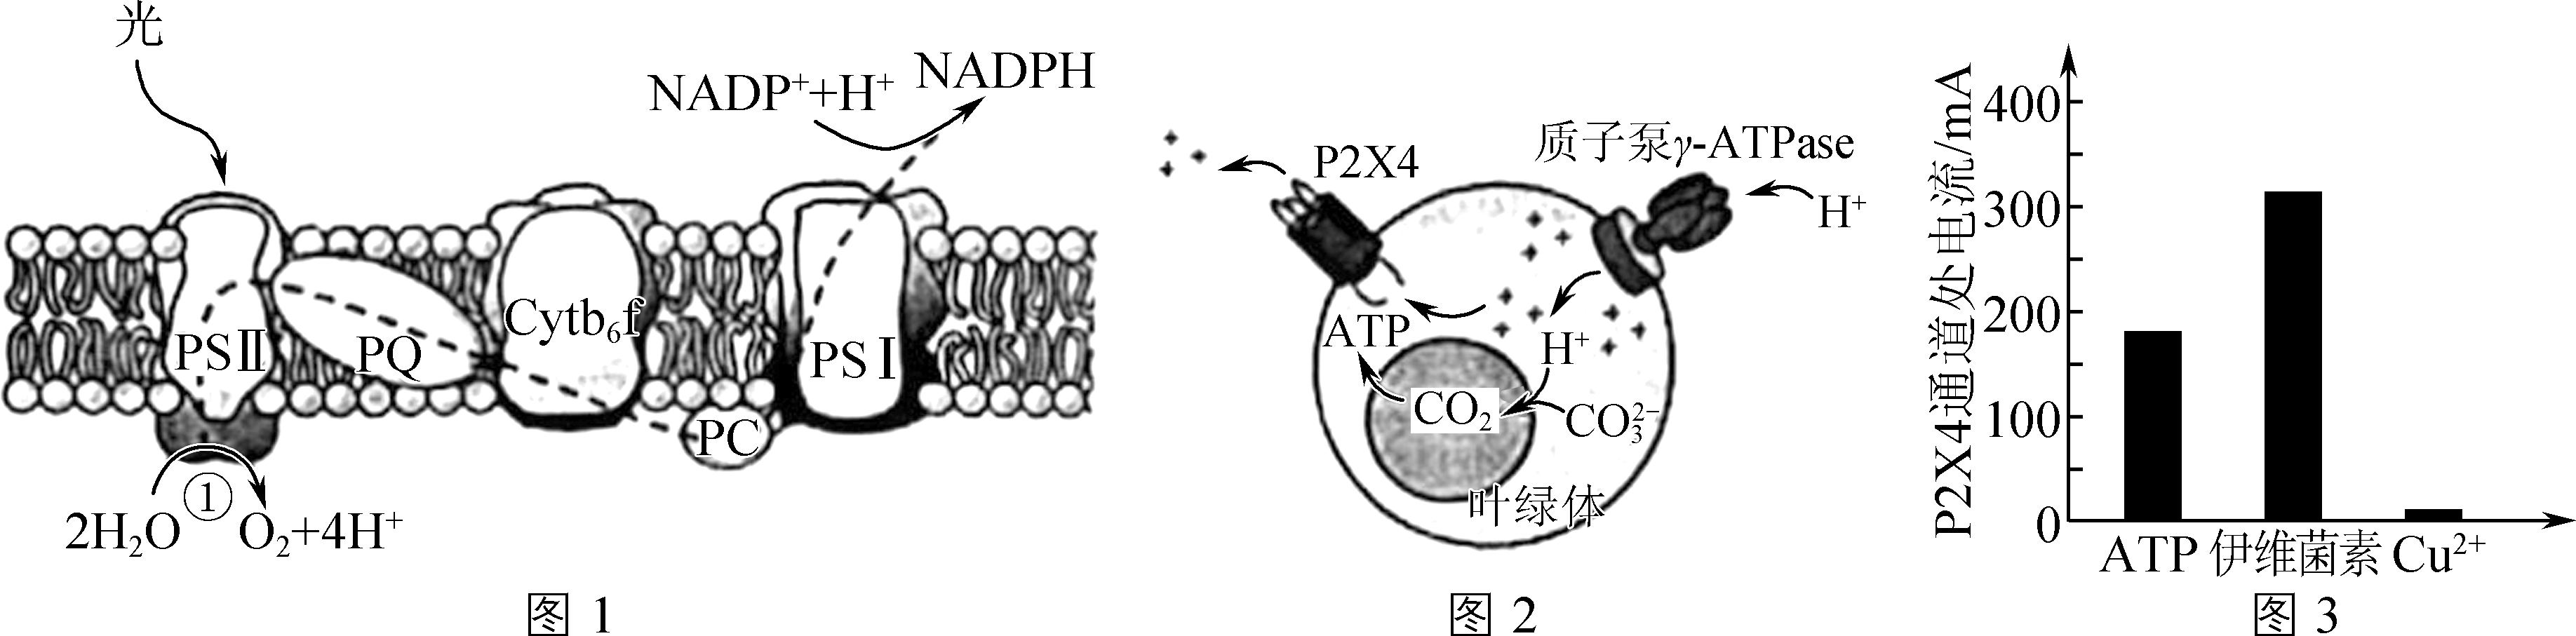 光
NADP⁺+H⁺
NADPH
PSⅡ
PQ
Cytb₆f
PC
PSⅠ
①
2H₂O
O₂+4H⁺
图 1
P2X4
质子泵γ-ATPase
H⁺
ATP
H⁺
CO₂
CO₃²⁻
叶绿体
图 2
P2X4通道处电流/mA
400
300
200
100
0
ATP 伊维菌素 Cu²⁺
图 3